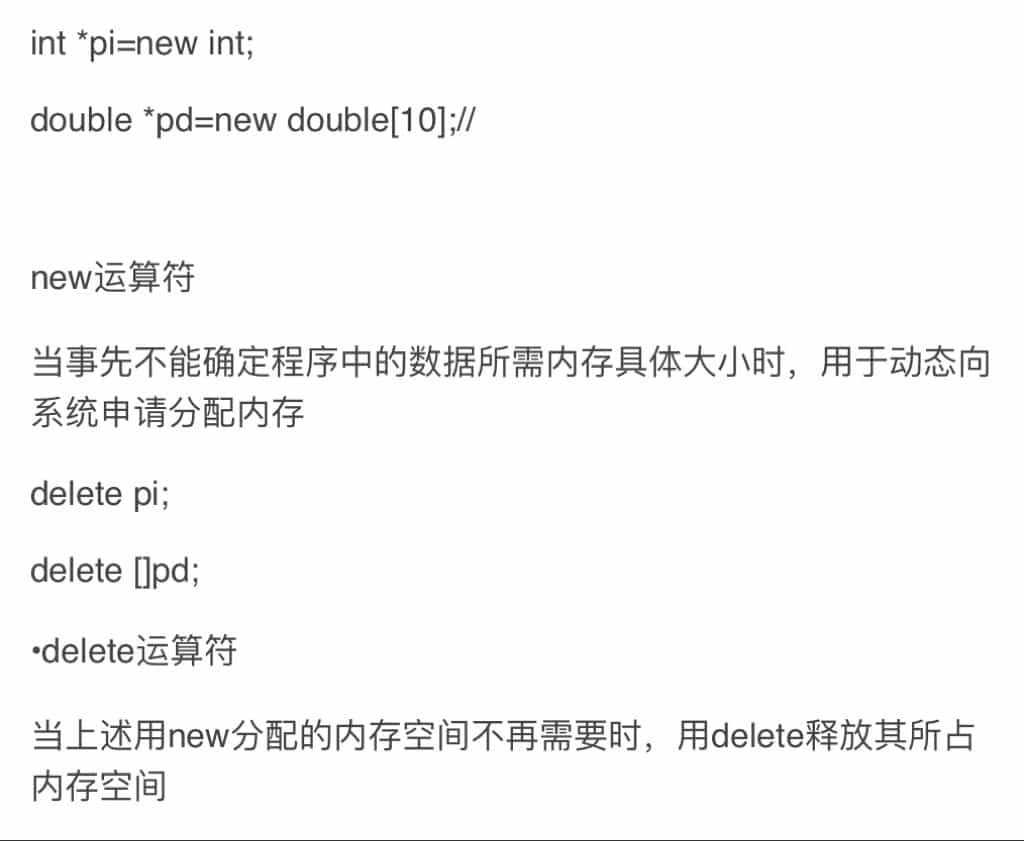 int *pi=new int;
double *pd=new double[10];//
new运算符
当事先不能确定程序中的数据所需内存具体大小时，用于动态向
系统申请分配内存
delete pi;
delete []pd;
•delete运算符
当上述用new分配的内存空间不再需要时，用delete释放其所占
内存空间